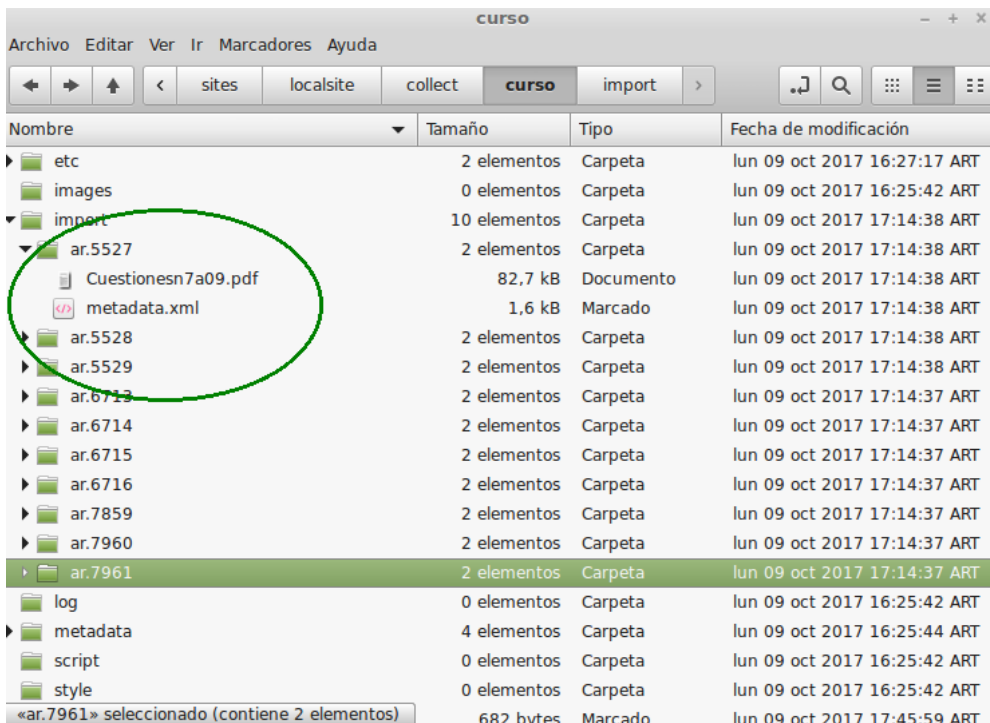 curso
Archivo Editar Ver Ir Marcadores Ayuda
sites localsite collect curso import
Nombre Tamaño Tipo Fecha de modificación
etc 2 elementos Carpeta lun 09 oct 2017 16:27:17 ART
images 0 elementos Carpeta lun 09 oct 2017 16:25:42 ART
import 10 elementos Carpeta lun 09 oct 2017 17:14:38 ART
ar.5527 2 elementos Carpeta lun 09 oct 2017 17:14:38 ART
Cuestionesn7a09.pdf 82,7 kB Documento lun 09 oct 2017 17:14:38 ART
metadata.xml 1,6 kB Marcado lun 09 oct 2017 17:14:38 ART
ar.5528 2 elementos Carpeta lun 09 oct 2017 17:14:38 ART
ar.5529 2 elementos Carpeta lun 09 oct 2017 17:14:38 ART
ar.6713 2 elementos Carpeta lun 09 oct 2017 17:14:37 ART
ar.6714 2 elementos Carpeta lun 09 oct 2017 17:14:37 ART
ar.6715 2 elementos Carpeta lun 09 oct 2017 17:14:37 ART
ar.6716 2 elementos Carpeta lun 09 oct 2017 17:14:37 ART
ar.7859 2 elementos Carpeta lun 09 oct 2017 17:14:37 ART
ar.7960 2 elementos Carpeta lun 09 oct 2017 17:14:37 ART
ar.7961 2 elementos Carpeta lun 09 oct 2017 17:14:37 ART
log 0 elementos Carpeta lun 09 oct 2017 16:25:42 ART
metadata 4 elementos Carpeta lun 09 oct 2017 16:25:44 ART
script 0 elementos Carpeta lun 09 oct 2017 16:25:42 ART
style 0 elementos Carpeta lun 09 oct 2017 16:25:42 ART
«ar.7961» seleccionado (contiene 2 elementos) 682 bytes Marcado lun 09 oct 2017 17:45:59 ART